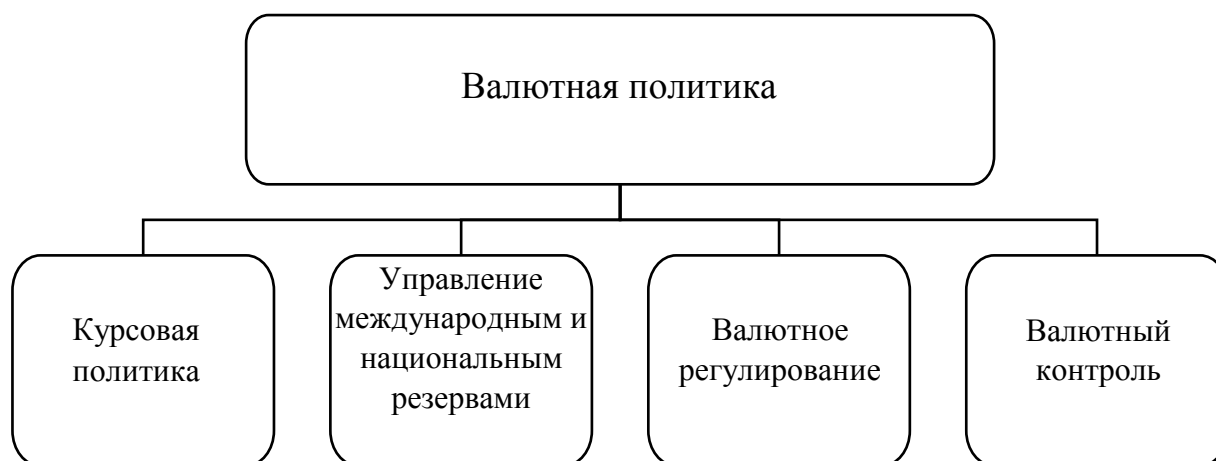 Валютная политика
Курсовая
политика
Управление
международным и
национальным
резервами
Валютное
регулирование
Валютный
контроль